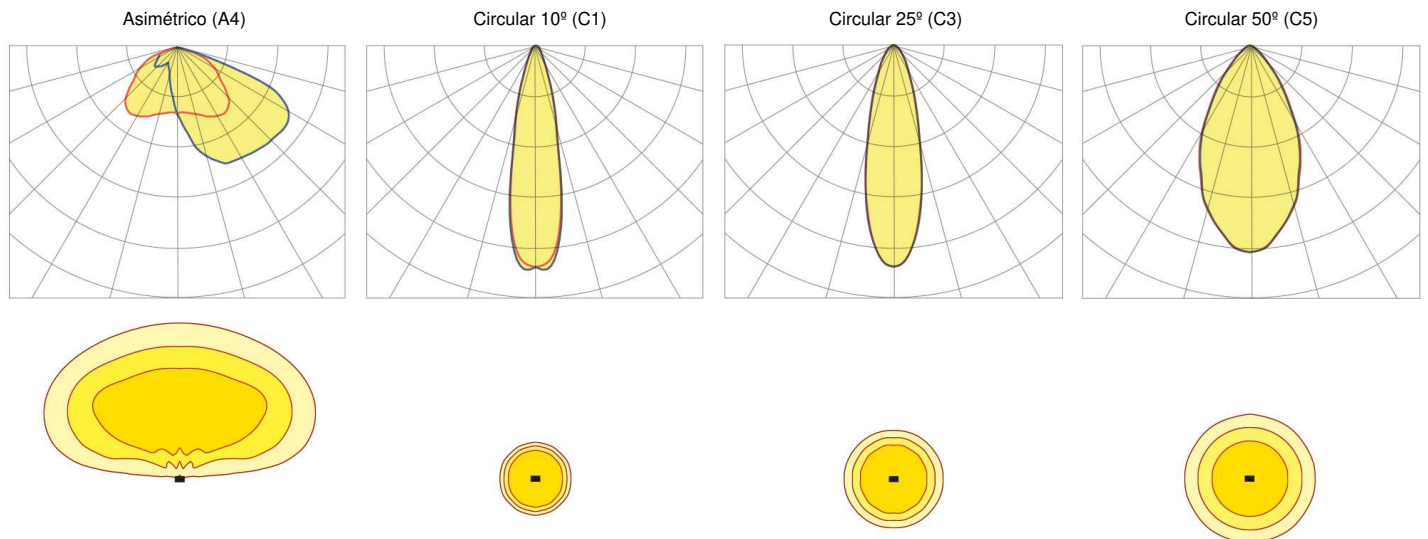 Asimétrico (A4)
Circular 10º (C1)
Circular 25º (C3)
Circular 50º (C5)